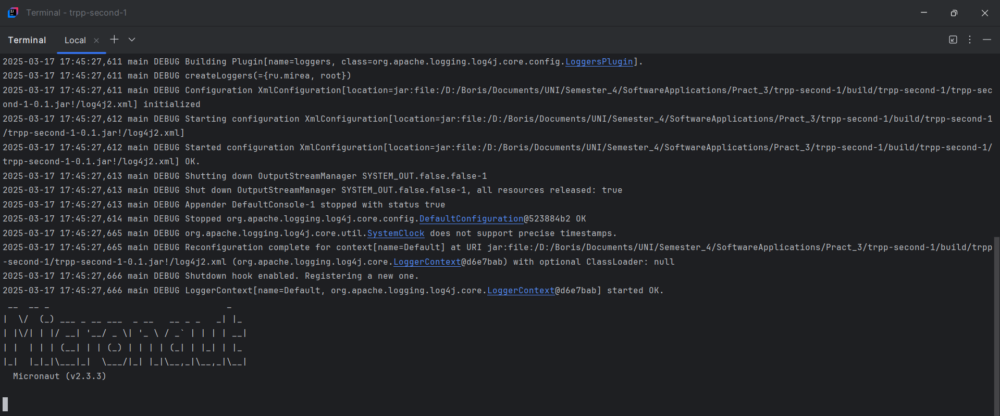 Terminal - trpp-second-1
Terminal Local
2025-03-17 17:45:27,611 main DEBUG Building Plugin[name=loggers, class=org.apache.logging.log4j.core.config.LoggersPlugin].
2025-03-17 17:45:27,611 main DEBUG createLoggers(={ru.mirea, root})
2025-03-17 17:45:27,611 main DEBUG Configuration XmlConfiguration[location=jar:file:/D:/Boris/Documents/UNI/Semester_4/SoftwareApplications/Pract_3/trpp-second-1/build/trpp-second-1/trpp-sec
ond-1-0.1.jar!/log4j2.xml] initialized
2025-03-17 17:45:27,612 main DEBUG Starting configuration XmlConfiguration[location=jar:file:/D:/Boris/Documents/UNI/Semester_4/SoftwareApplications/Pract_3/trpp-second-1/build/trpp-second-1
/trpp-second-1-0.1.jar!/log4j2.xml]
2025-03-17 17:45:27,612 main DEBUG Started configuration XmlConfiguration[location=jar:file:/D:/Boris/Documents/UNI/Semester_4/SoftwareApplications/Pract_3/trpp-second-1/build/trpp-second-1/
trpp-second-1-0.1.jar!/log4j2.xml] OK.
2025-03-17 17:45:27,613 main DEBUG Shutting down OutputStreamManager SYSTEM_OUT.false.false-1
2025-03-17 17:45:27,613 main DEBUG Shut down OutputStreamManager SYSTEM_OUT.false.false-1, all resources released: true
2025-03-17 17:45:27,613 main DEBUG Appender DefaultConsole-1 stopped with status true
2025-03-17 17:45:27,614 main DEBUG Stopped org.apache.logging.log4j.core.config.DefaultConfiguration@523884b2 OK
2025-03-17 17:45:27,665 main DEBUG org.apache.logging.log4j.core.util.SystemClock does not support precise timestamps.
2025-03-17 17:45:27,665 main DEBUG Reconfiguration complete for context[name=Default] at URI jar:file:/D:/Boris/Documents/UNI/Semester_4/SoftwareApplications/Pract_3/trpp-second-1/build/trpp
-second-1/trpp-second-1-0.1.jar!/log4j2.xml (org.apache.logging.log4j.core.LoggerContext@d6e7bab) with optional ClassLoader: null
2025-03-17 17:45:27,666 main DEBUG Shutdown hook enabled. Registering a new one.
2025-03-17 17:45:27,666 main DEBUG LoggerContext[name=Default, org.apache.logging.log4j.core.LoggerContext@d6e7bab] started OK.
 __  __ _                                  _
|  \/  (_) ___ _ __ ___  _ __   __ _ _   _| |_
| |\/| | |/ __| '__/ _ \| '_ \ / _` | | | | __|
| |  | | | (__| | | (_) | | | | (_| | |_| | |_
|_|  |_|_|\___|_|  \___/|_| |_|\__,_|\__,_|\__|
  Micronaut (v2.3.3)